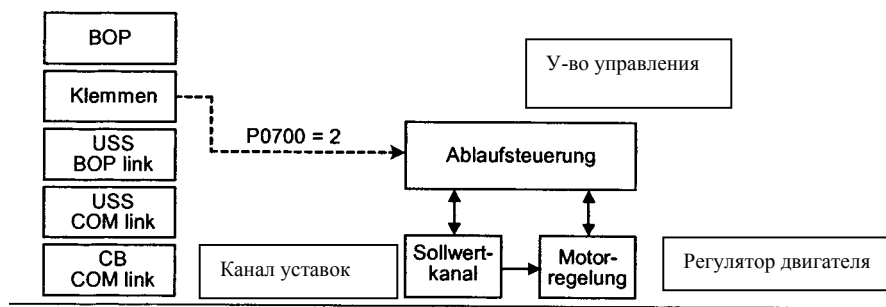 BOP
У-во управления
Klemmen
P0700 = 2
USS
BOP link
Ablaufsteuerung
USS
COM link
CB
COM link
Канал уставок
Sollwert-
kanal
Motor-
regelung
Регулятор двигателя